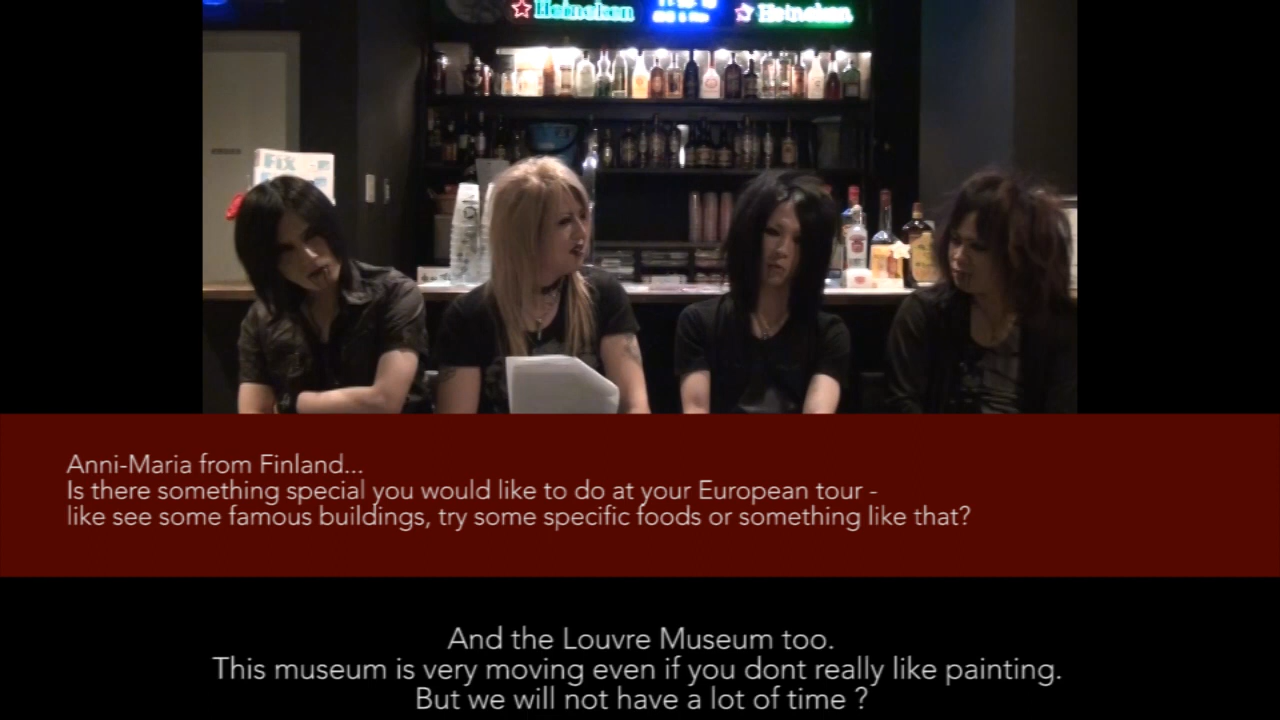 Heineken
Heineken
Fix
Anni-Maria from Finland...
Is there something special you would like to do at your European tour -
like see some famous buildings, try some specific foods or something like that?
And the Louvre Museum too.
This museum is very moving even if you dont really like painting.
But we will not have a lot of time ?